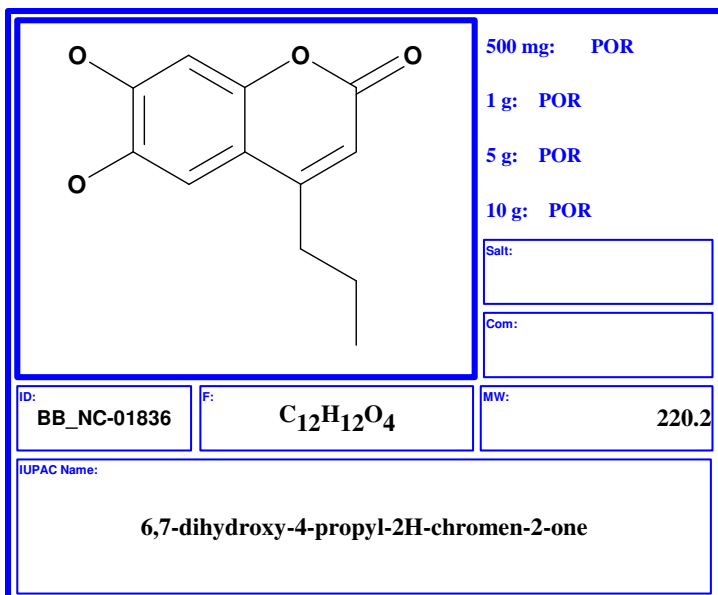 O O O
O
500 mg: POR
1 g: POR
5 g: POR
10 g: POR
Salt:
Com:
ID:
BB_NC-01836
F:
C12H12O4
MW:
220.2
IUPAC Name:
6,7-dihydroxy-4-propyl-2H-chromen-2-one